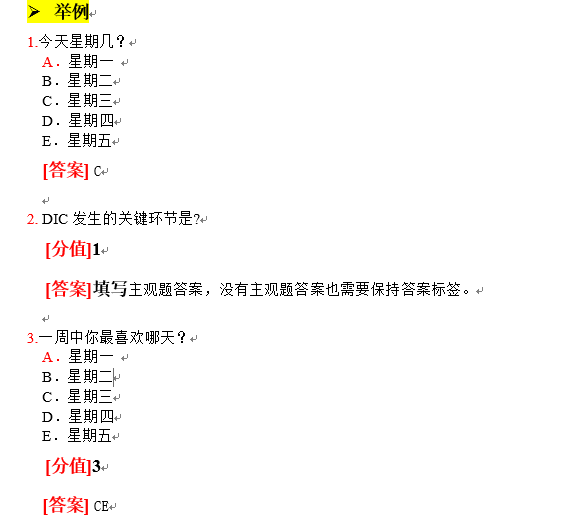 ➢ 举例
1.今天星期几？
A．星期一
B．星期二
C．星期三
D．星期四
E．星期五
[答案] C
2. DIC 发生的关键环节是?
[分值]1
[答案]填写主观题答案，没有主观题答案也需要保持答案标签。
3.一周中你最喜欢哪天？
A．星期一
B．星期二
C．星期三
D．星期四
E．星期五
[分值]3
[答案] CE